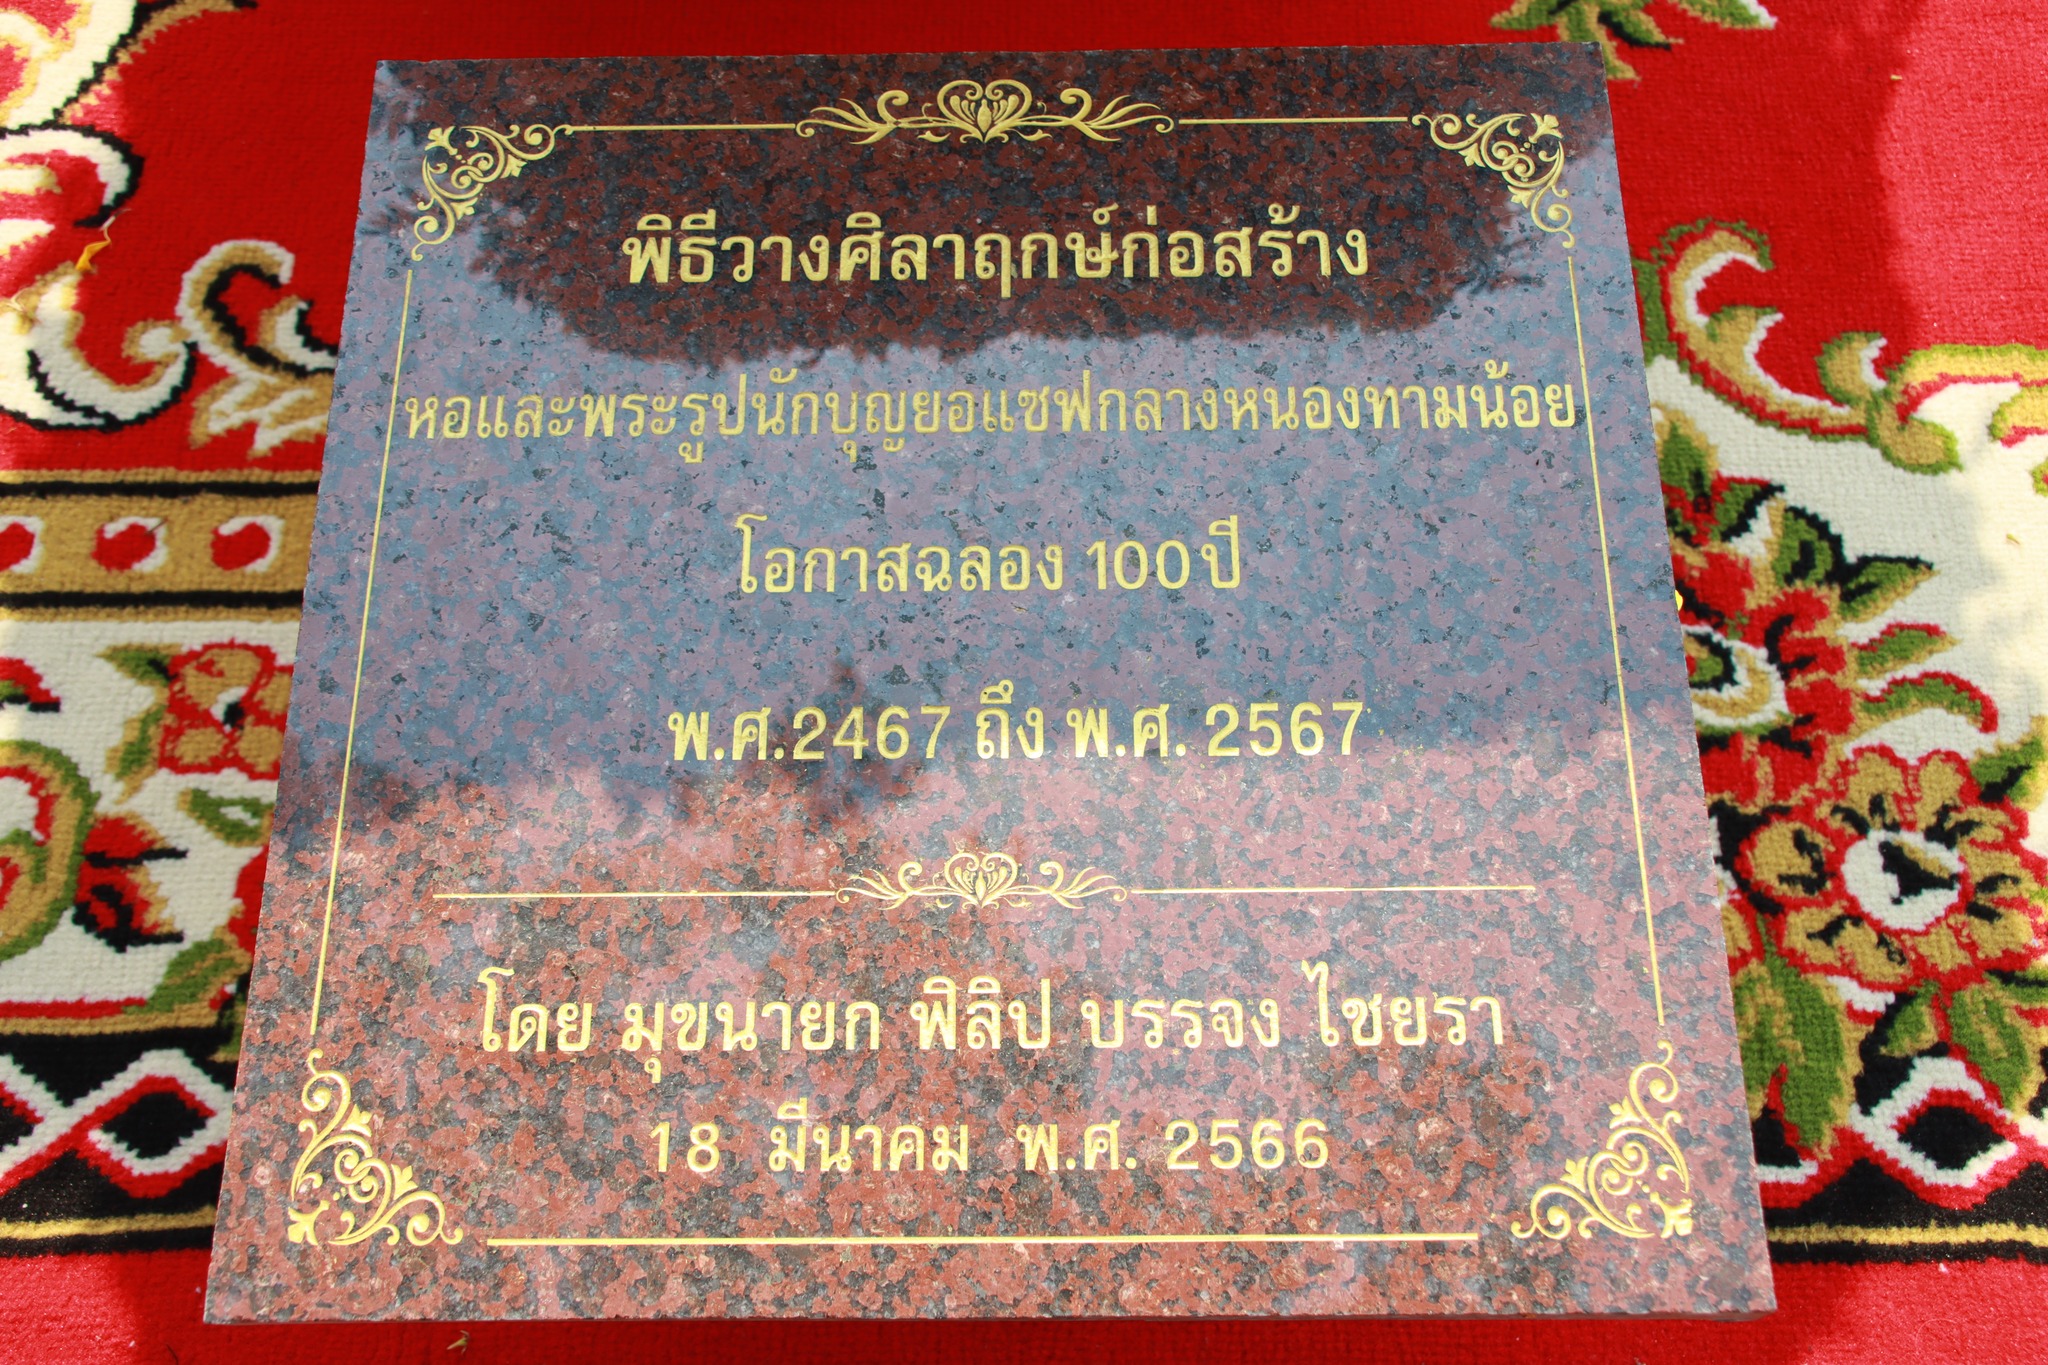 พิธีวางศิลาฤกษ์ก่อสร้าง
หอและพระรูปนักบุญยอแซฟกลางหนองทามน้อย
โอกาสฉลอง 100 ปี
พ.ศ.2467 ถึง พ.ศ. 2567
โดย มุขนายก ฟิลิป บรรจง ไชยรา
18 มีนาคม พ.ศ. 2566